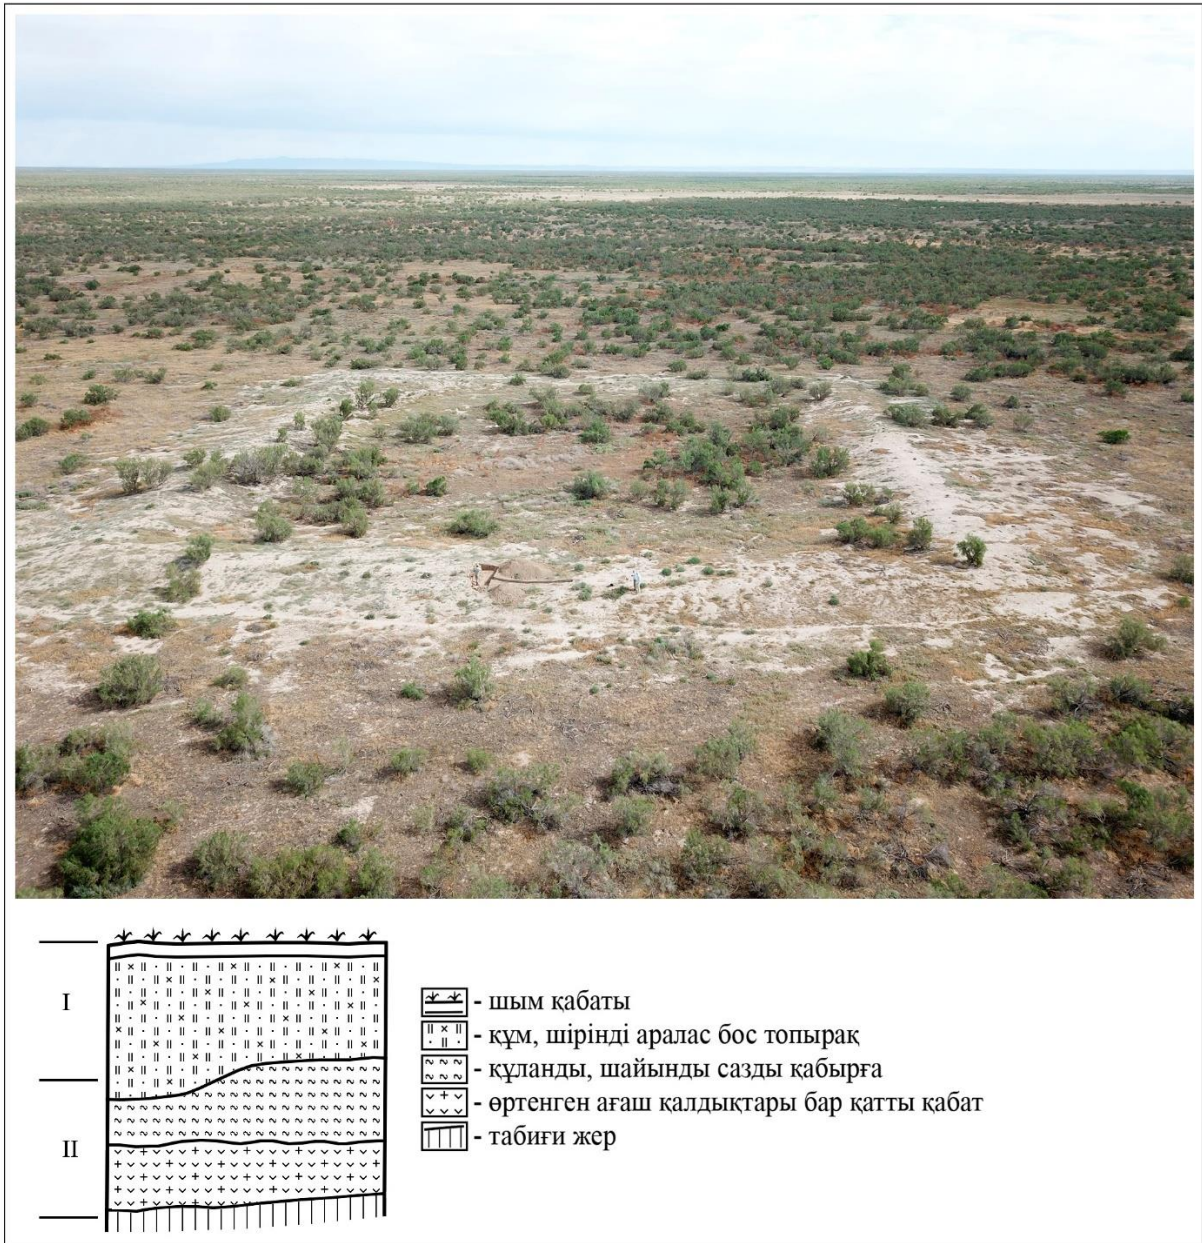 I
II
- шым қабаты
- құм, шірінді аралас бос топырақ
- құланды, шайынды сазды қабырға
- өртенген ағаш қалдықтары бар қатты қабат
- табиғи жер